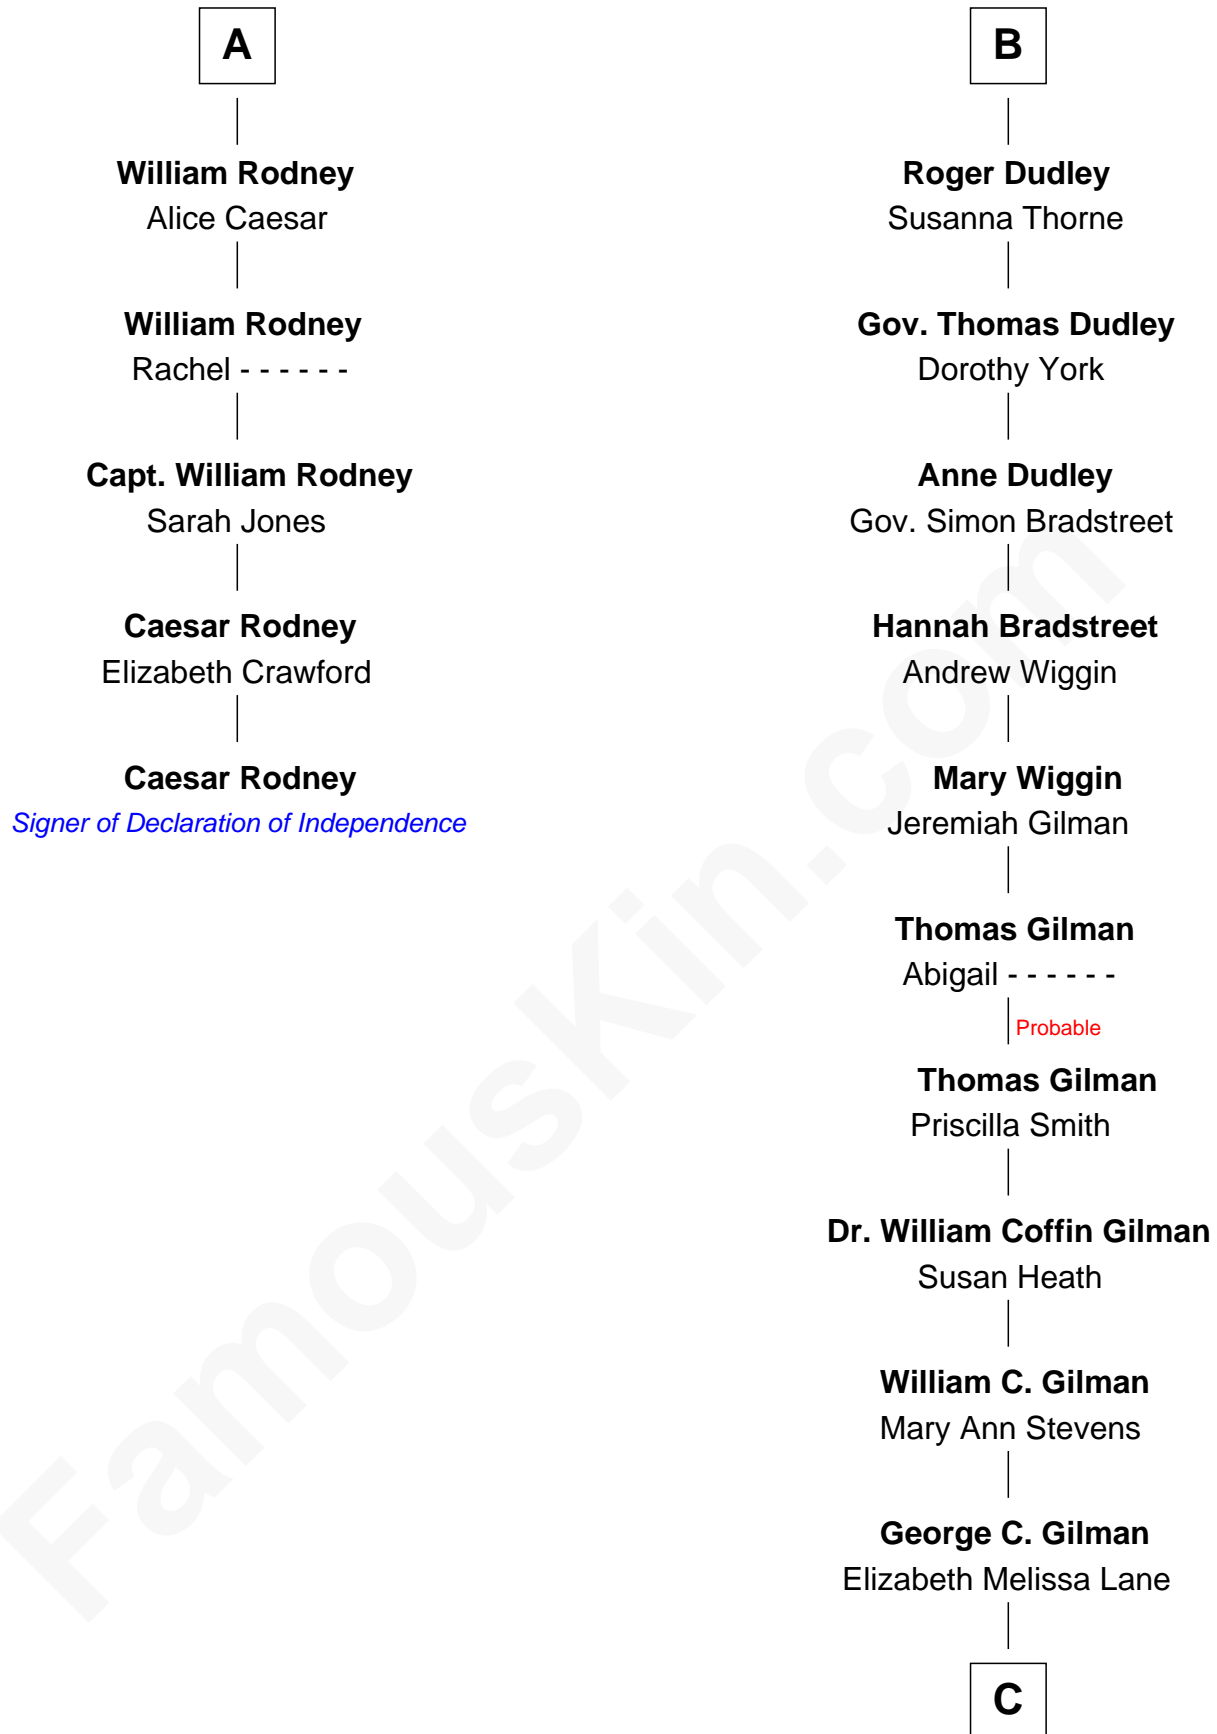 A
William Rodney
Alice Caesar
William Rodney
Rachel - - - - - -
Capt. William Rodney
Sarah Jones
Caesar Rodney
Elizabeth Crawford
Caesar Rodney
Signer of Declaration of Independence
B
Roger Dudley
Susanna Thorne
Gov. Thomas Dudley
Dorothy York
Anne Dudley
Gov. Simon Bradstreet
Hannah Bradstreet
Andrew Wiggin
Mary Wiggin
Jeremiah Gilman
Thomas Gilman
Abigail - - - - - -
Probable
Thomas Gilman
Priscilla Smith
Dr. William Coffin Gilman
Susan Heath
William C. Gilman
Mary Ann Stevens
George C. Gilman
Elizabeth Melissa Lane
C
FamousKin.com